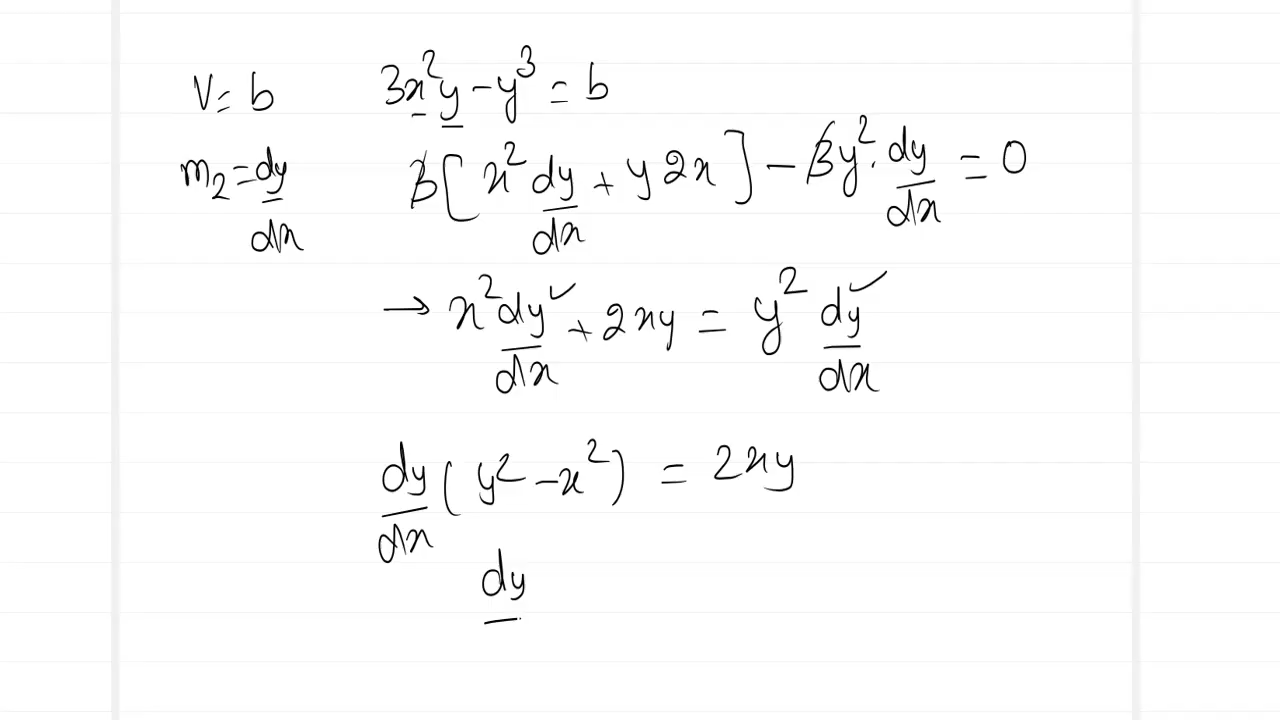 V = b   3x²y - y³ = b
m₂ = dy/dx   3[x² dy/dx + y 2x] - 3y². dy/dx = 0
→ x² dy/dx ✓ + 2xy = y² dy/dx ✓
dy/dx (y² - x²) = 2xy
dy